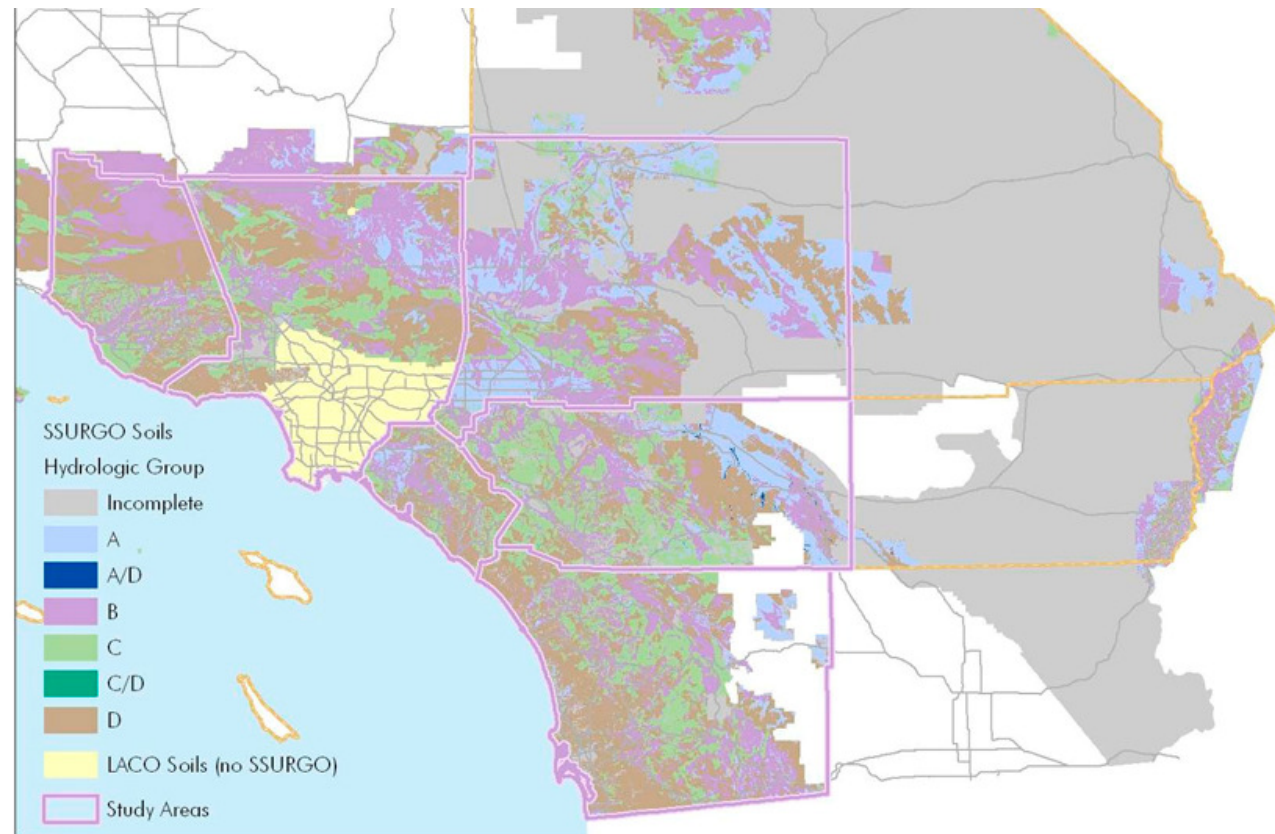 SSURGO Soils
Hydrologic Group
Incomplete
A
A/D
B
C
C/D
D
LACO Soils (no SSURGO)
Study Areas